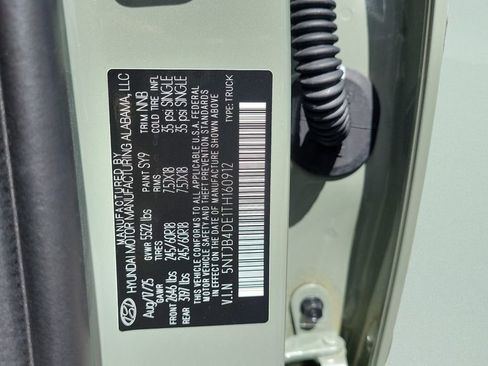 MANUFACTURED BY
HYUNDAI MOTOR MANUFACTURING ALABAMA, LLC
Aug/17/25 GVWR 5522 lbs PAINT SY9 TRIM NNB
GAWR TIRES RIMS COLD TIRE INFL
FRONT 2646 lbs 245/60R18 7.5JX18 35 psi SINGLE
REAR 3197 lbs 245/60R18 7.5JX18 35 psi SINGLE
THIS VEHICLE CONFORMS TO ALL APPLICABLE U.S.A. FEDERAL
MOTOR VEHICLE SAFETY AND THEFT PREVENTION STANDARDS
IN EFFECT ON THE DATE OF MANUFACTURE SHOWN ABOVE
V.I.N 5NTJB4DE1TH160912 TYPE:TRUCK